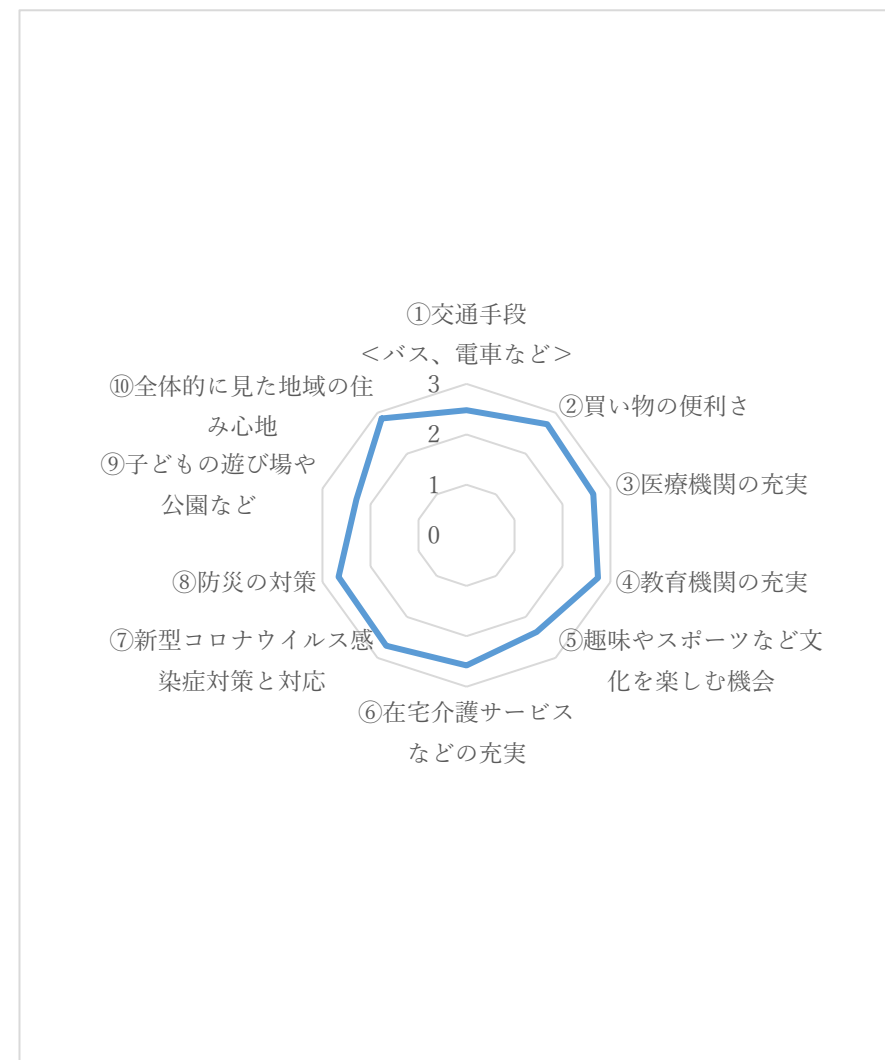 ①交通手段
＜バス、電車など＞
②買い物の便利さ
③医療機関の充実
④教育機関の充実
⑤趣味やスポーツなど文
化を楽しむ機会
⑥在宅介護サービス
などの充実
⑦新型コロナウイルス感
染症対策と対応
⑧防災の対策
⑨子どもの遊び場や
公園など
⑩全体的に見た地域の住
み心地
3
2
1
0